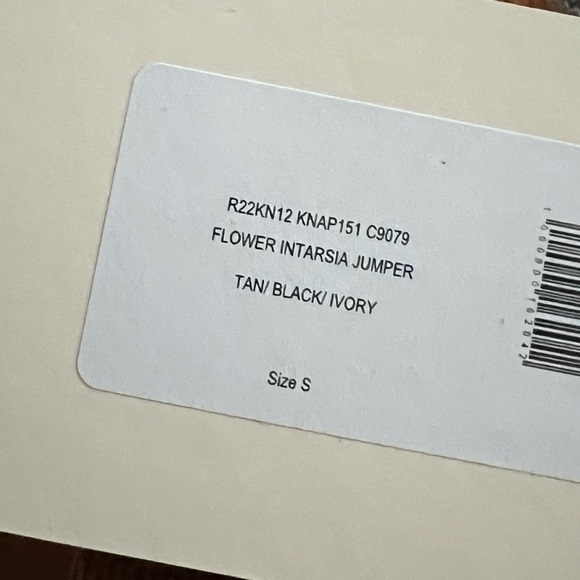 R22KN12 KNAP151 C9079
FLOWER INTARSIA JUMPER
TAN/ BLACK/ IVORY
Size S